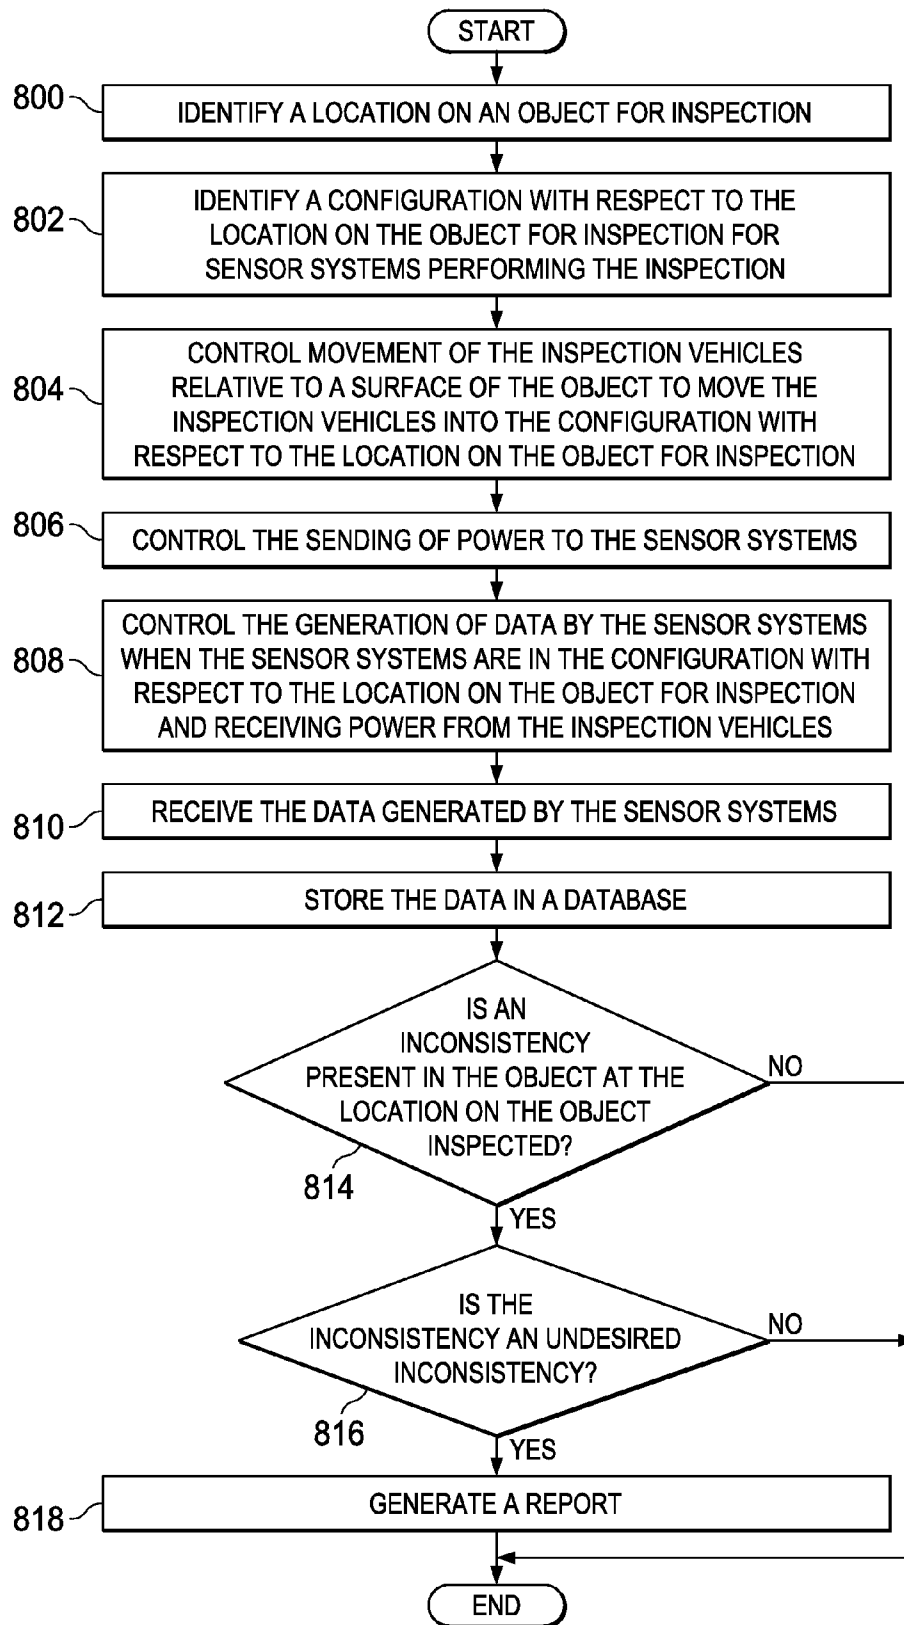 START
800
IDENTIFY A LOCATION ON AN OBJECT FOR INSPECTION
802
IDENTIFY A CONFIGURATION WITH RESPECT TO THE
LOCATION ON THE OBJECT FOR INSPECTION FOR
SENSOR SYSTEMS PERFORMING THE INSPECTION
804
CONTROL MOVEMENT OF THE INSPECTION VEHICLES
RELATIVE TO A SURFACE OF THE OBJECT TO MOVE THE
INSPECTION VEHICLES INTO THE CONFIGURATION WITH
RESPECT TO THE LOCATION ON THE OBJECT FOR INSPECTION
806
CONTROL THE SENDING OF POWER TO THE SENSOR SYSTEMS
808
CONTROL THE GENERATION OF DATA BY THE SENSOR SYSTEMS
WHEN THE SENSOR SYSTEMS ARE IN THE CONFIGURATION WITH
RESPECT TO THE LOCATION ON THE OBJECT FOR INSPECTION
AND RECEIVING POWER FROM THE INSPECTION VEHICLES
810
RECEIVE THE DATA GENERATED BY THE SENSOR SYSTEMS
812
STORE THE DATA IN A DATABASE
IS AN
INCONSISTENCY
PRESENT IN THE OBJECT AT THE
LOCATION ON THE OBJECT
INSPECTED?
NO
814
YES
IS THE
INCONSISTENCY AN UNDESIRED
INCONSISTENCY?
NO
816
YES
818
GENERATE A REPORT
END